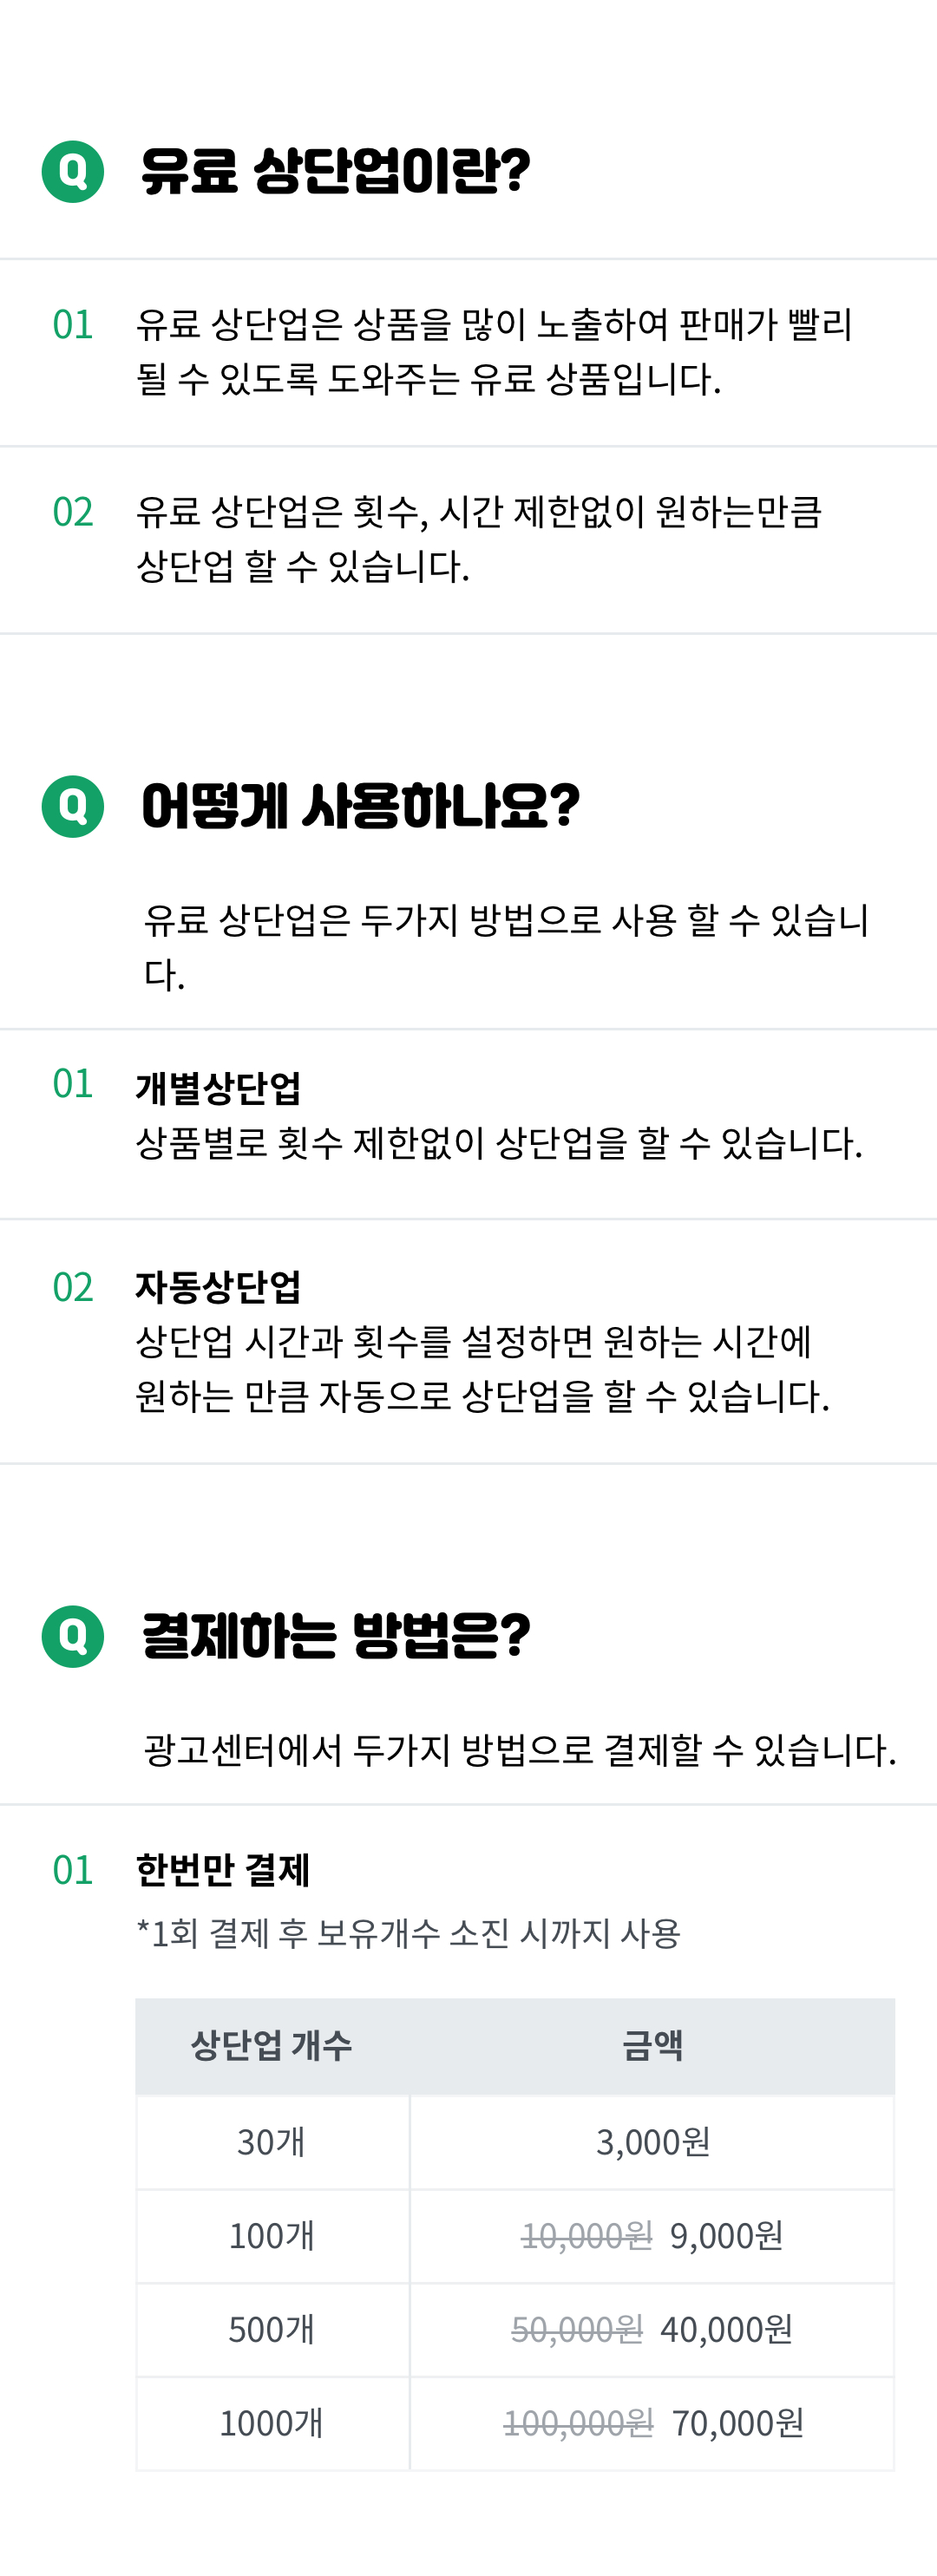 Q 유료 상단업이란?
01 유료 상단업은 상품을 많이 노출하여 판매가 빨리
될 수 있도록 도와주는 유료 상품입니다.
02 유료 상단업은 횟수, 시간 제한없이 원하는만큼
상단업 할 수 있습니다.
Q 어떻게 사용하나요?
유료 상단업은 두가지 방법으로 사용 할 수 있습니
다.
01 개별상단업
상품별로 횟수 제한없이 상단업을 할 수 있습니다.
02 자동상단업
상단업 시간과 횟수를 설정하면 원하는 시간에
원하는 만큼 자동으로 상단업을 할 수 있습니다.
Q 결제하는 방법은?
광고센터에서 두가지 방법으로 결제할 수 있습니다.
01 한번만 결제
*1회 결제 후 보유개수 소진 시까지 사용
상단업 개수 금액
30개 3,000원
100개 10,000원 9,000원
500개 50,000원 40,000원
1000개 100,000원 70,000원